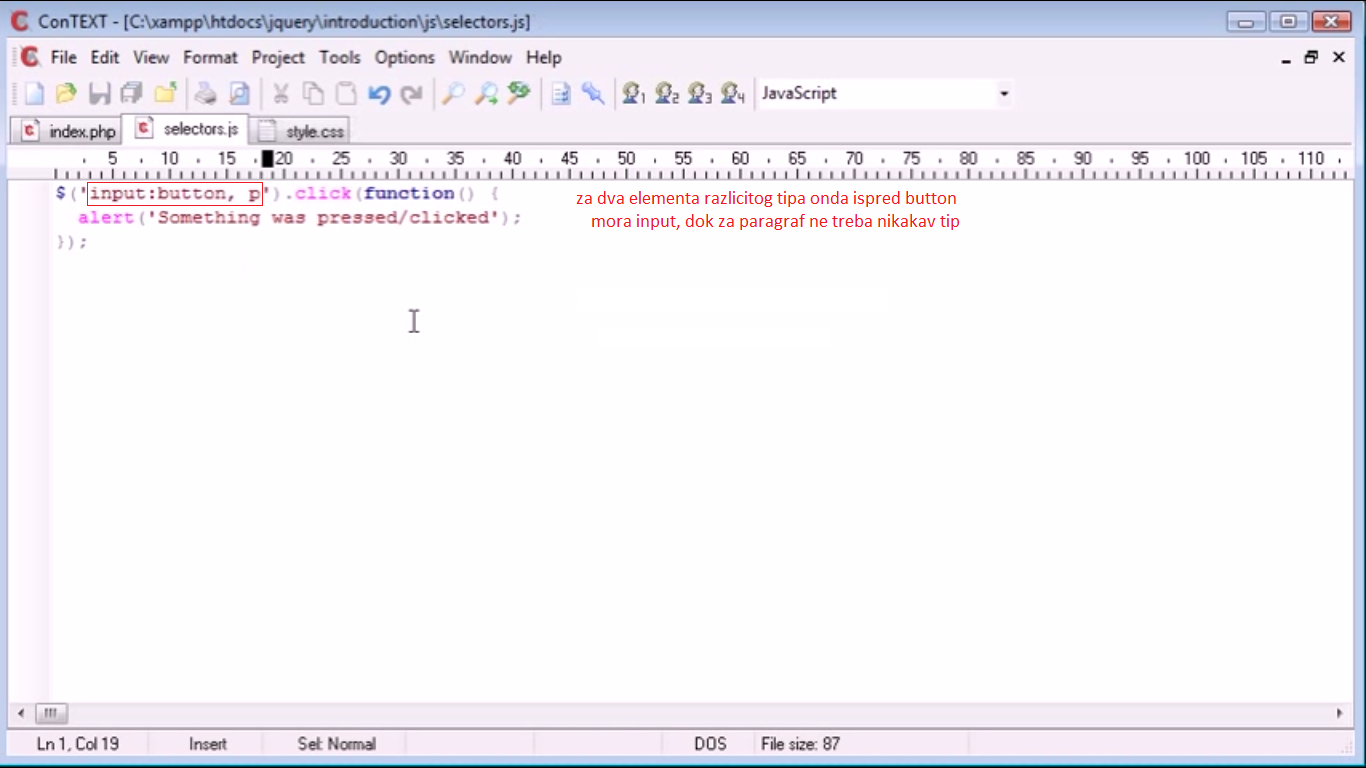 ConTEXT - [C:\xampp\htdocs\jquery\introduction\js\selectors.js]
File Edit View Format Project Tools Options Window Help
1 2 3 4 JavaScript
index.php selectors.js style.css
5 10 15 20 25 30 35 40 45 50 55 60 65 70 75 80 85 90 95 100 105 110
$('input:button, p').click(function() {
za dva elementa razlicitog tipa onda ispred button
alert('Something was pressed/clicked');
mora input, dok za paragraf ne treba nikakav tip
});
Ln 1, Col 19 Insert Sel: Normal DOS File size: 87